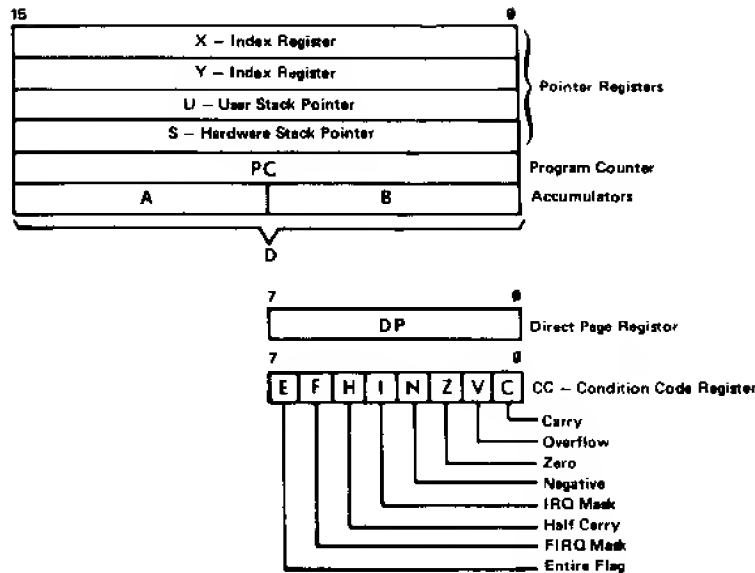 15 0
X – Index Register
Y – Index Register
U – User Stack Pointer
S – Hardware Stack Pointer
Pointer Registers
PC
Program Counter
A B
Accumulators
D
7 0
DP
Direct Page Registor
7 0
E F H I N Z V C
CC – Condition Code Register
Carry
Overflow
Zero
Negative
IRQ Mask
Half Carry
FIRQ Mask
Entire Flag